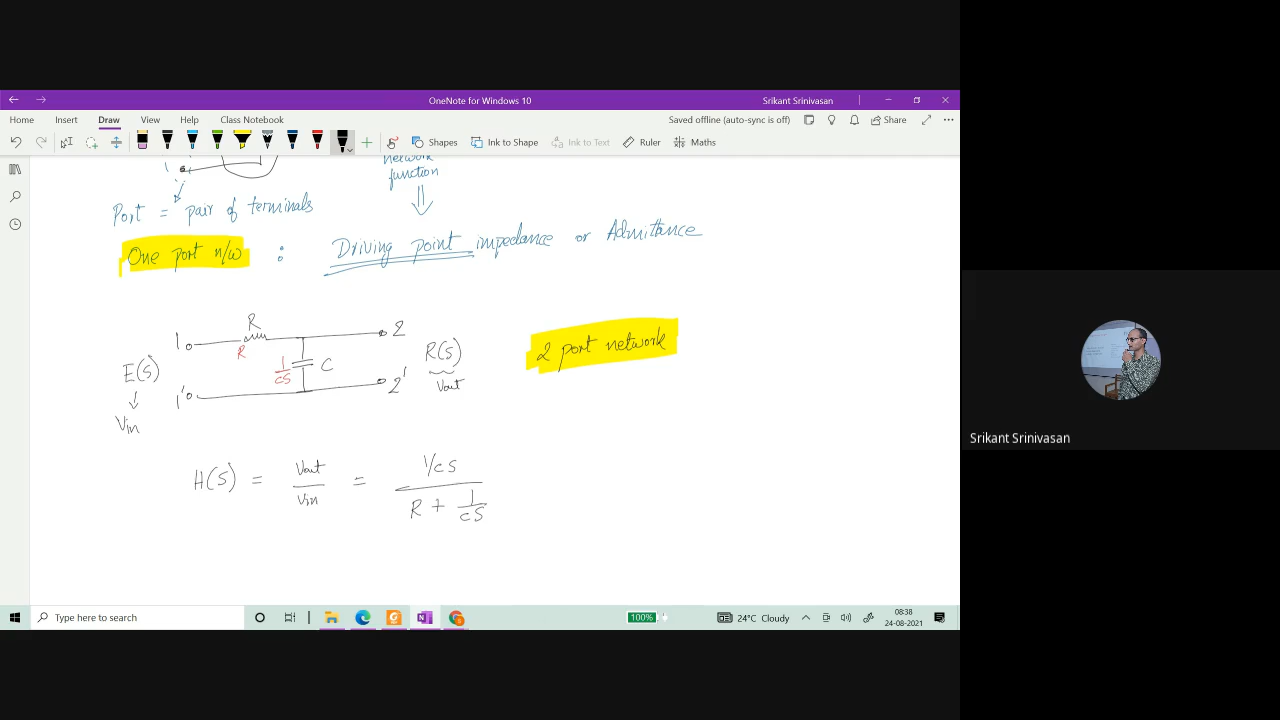 OneNote for Windows 10
Srikant Srinivasan
Home Insert Draw View Help Class Notebook
Saved offline (auto-sync is off)
Share
Shapes
Ink to Shape
Ink to Text
Ruler
Maths
network
function
Port = pair of terminals
One port n/w : Driving point impedance or Admittance
R
1
2
R
1/CS
C
R(S)
2 port network
E(S)
Vout
1'
2'
Vin
H(S) = Vout/Vin = (1/CS)/(R + 1/CS)
Srikant Srinivasan
Type here to search
100%
24°C Cloudy
08:38
24-08-2021